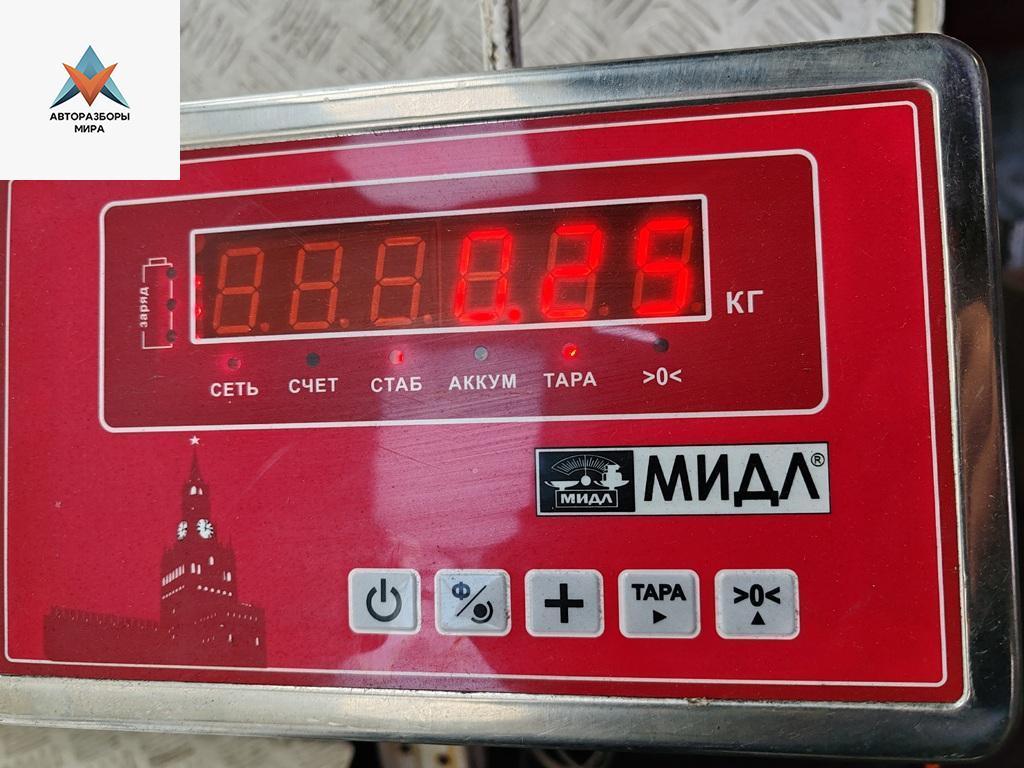 АВТОРАЗБОРЫ
МИРА
заряд
0.25
КГ
СЕТЬ СЧЕТ СТАБ АККУМ ТАРА >0<
МИДЛ МИДЛ®
Ф ТАРА >0<